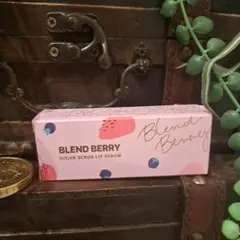 BLEND BERRY
SUGAR SCRUB LIP SERUM
Blend
Berry